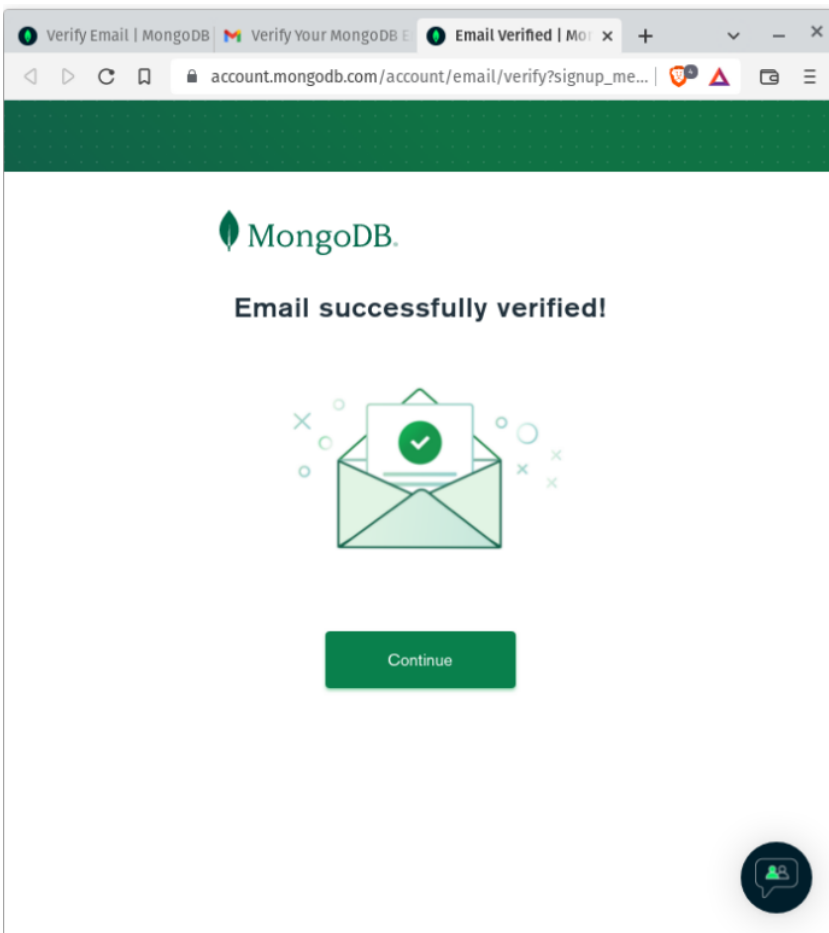 Verify Email | MongoDB
Verify Your MongoDB E
Email Verified | Mo
account.mongodb.com/account/email/verify?signup_me...
4
MongoDB.
Email successfully verified!
Continue